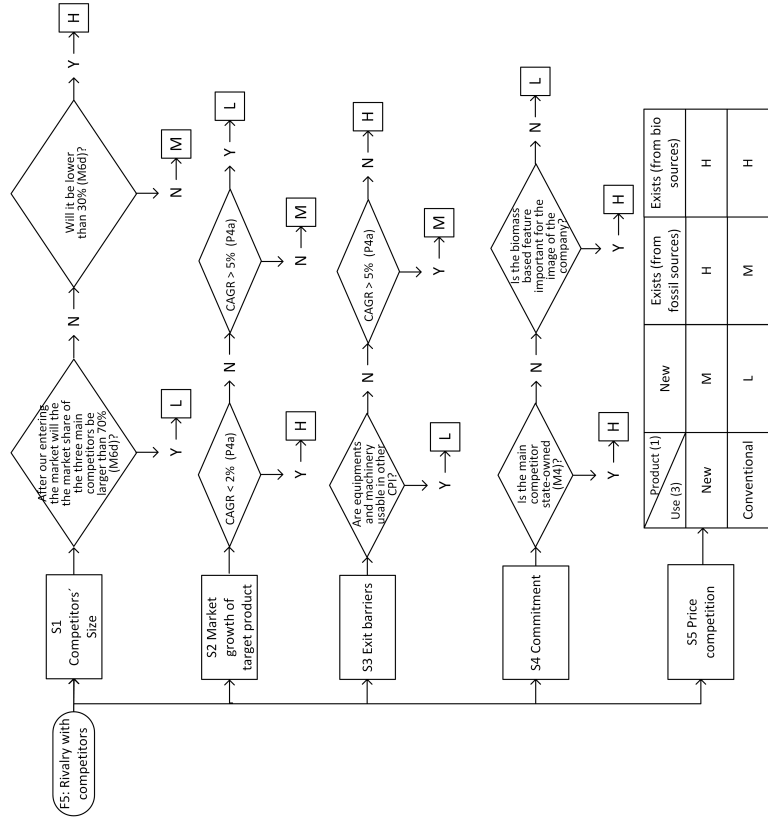 F5: Rivalry with
competitors
S1
Competitors´
Size
After our entering
the market will the
the market share of
the three main
competitors be
larger than 70%
(M6d)?
Y
L
N
Will it be lower
than 30% (M6d)?
N
M
Y
H
S2 Market
growth of
target product
CAGR < 2% (P4a)
Y
H
N
CAGR > 5% (P4a)
N
M
Y
L
S3 Exit barriers
Are equipments
and machinery
usable in other
CPI?
Y
L
N
CAGR > 5% (P4a)
Y
M
N
H
S4 Commitment
Is the main
competitor
state-owned
(M4)?
Y
H
N
Is the biomass
based feature
important for the
image of the
company?
Y
H
N
L
S5 Price
competition
Product (1)
Use (3)
New
Exists (from
fossil sources)
Exists (from bio
sources)
New
M
H
H
Conventional
L
M
H